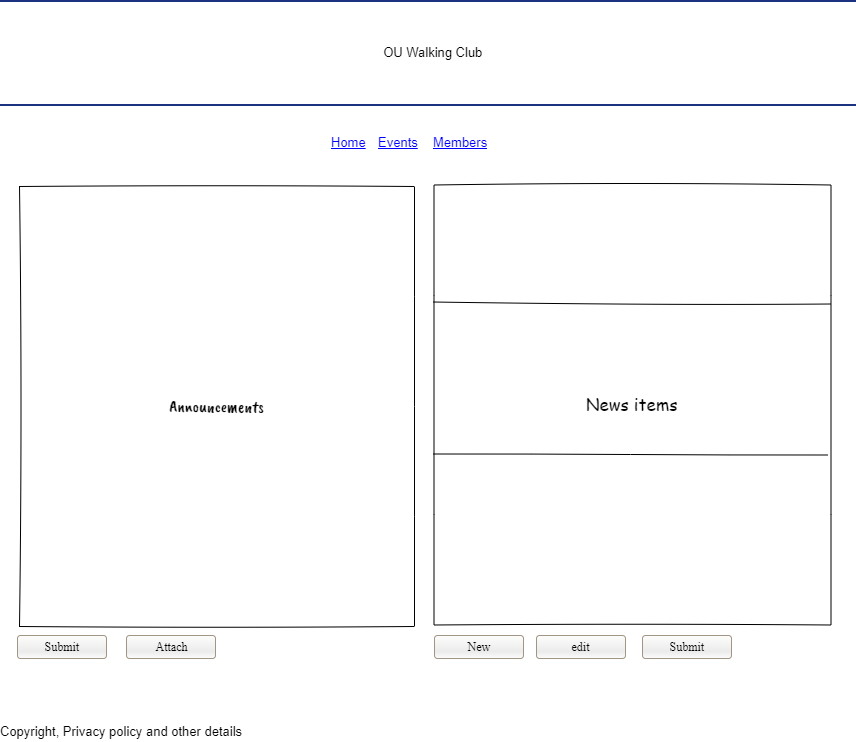 OU Walking Club
Home Events Members
Announcements
News items
Submit Attach
New edit Submit
Copyright, Privacy policy and other details